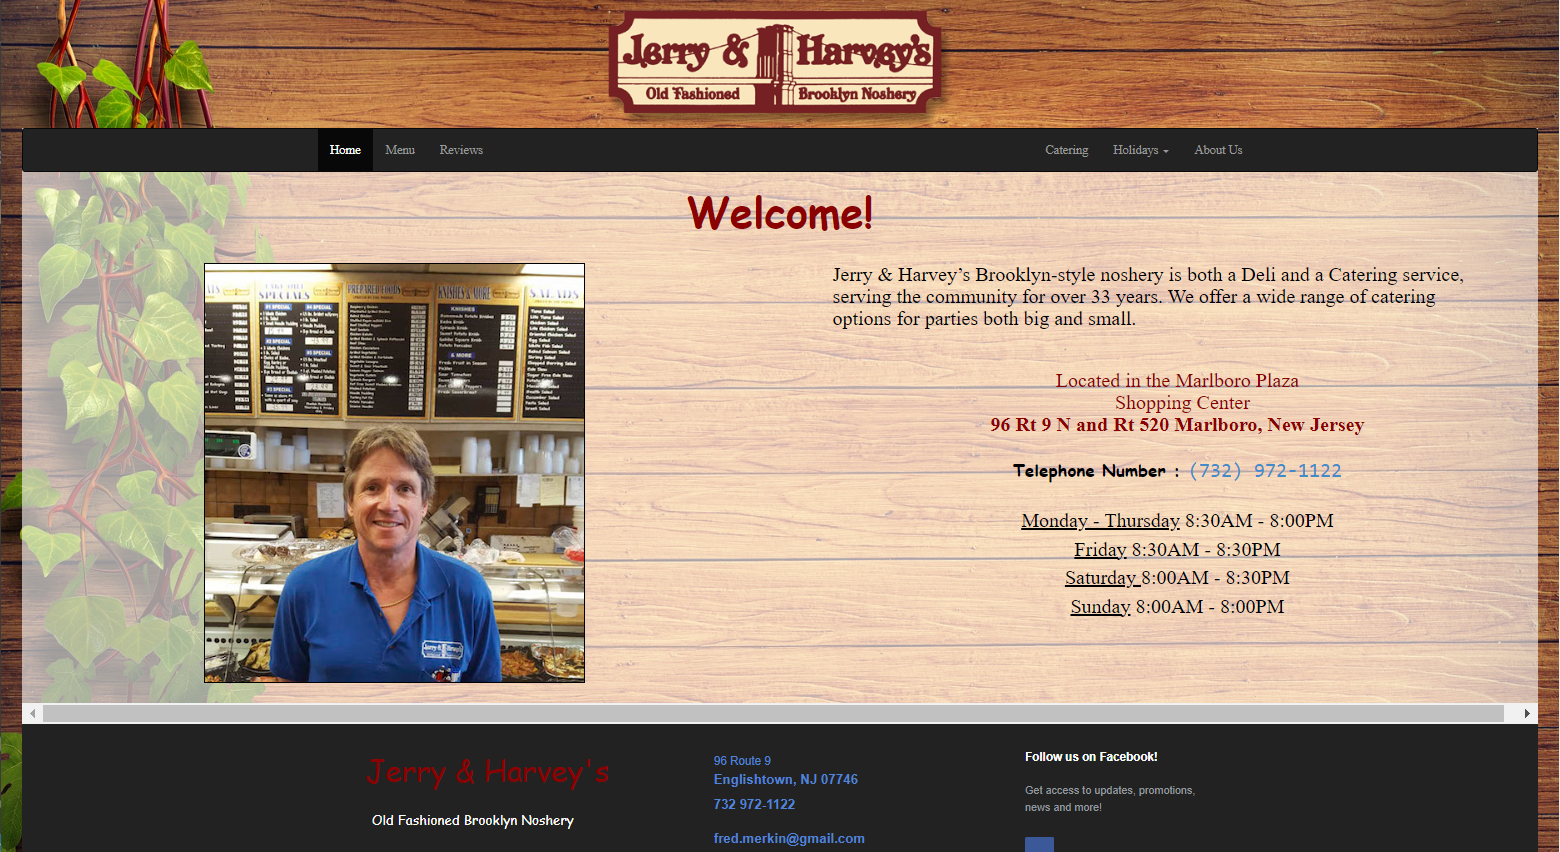 Jerry & Harvey's
Old Fashioned Brooklyn Noshery
Home Menu Reviews Catering Holidays About Us
Welcome!
SPECIALS
PREPARED FOODS
KNISHES & MORE
SALADS
KNISHES
& MORE
Jerry & Harvey’s Brooklyn-style noshery is both a Deli and a Catering service,
serving the community for over 33 years. We offer a wide range of catering
options for parties both big and small.
Located in the Marlboro Plaza
Shopping Center
96 Rt 9 N and Rt 520 Marlboro, New Jersey
Telephone Number : (732) 972-1122
Monday - Thursday 8:30AM - 8:00PM
Friday 8:30AM - 8:30PM
Saturday 8:00AM - 8:30PM
Sunday 8:00AM - 8:00PM
Jerry & Harvey's
Jerry & Harvey's
Old Fashioned Brooklyn Noshery
96 Route 9
Englishtown, NJ 07746
732 972-1122
fred.merkin@gmail.com
Follow us on Facebook!
Get access to updates, promotions,
news and more!